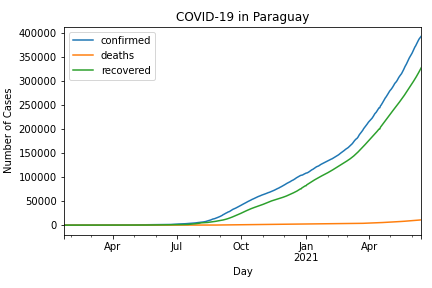 COVID-19 in Paraguay
confirmed
deaths
recovered
Number of Cases
400000
350000
300000
250000
200000
150000
100000
50000
0
Apr
Jul
Oct
Jan
2021
Apr
Day